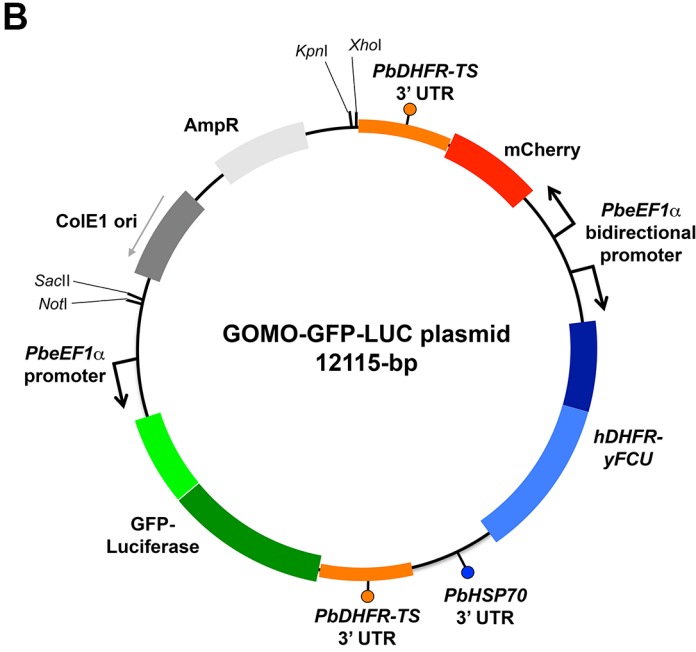 B
KpnI
XhoI
PbDHFR-TS
3’ UTR
AmpR
mCherry
ColE1 ori
PbeEF1α
bidirectional
promoter
SacII
NotI
GOMO-GFP-LUC plasmid
12115-bp
PbeEF1α
promoter
hDHFR-
yFCU
GFP-
Luciferase
PbHSP70
3’ UTR
PbDHFR-TS
3’ UTR